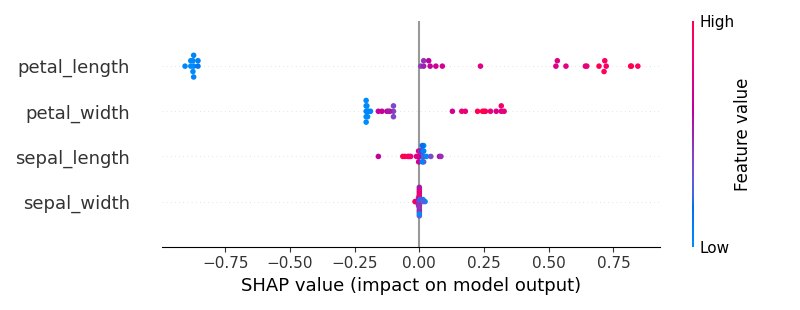 High
petal_length
petal_width
sepal_length
sepal_width
Feature value
Low
−0.75 −0.50 −0.25 0.00 0.25 0.50 0.75
SHAP value (impact on model output)